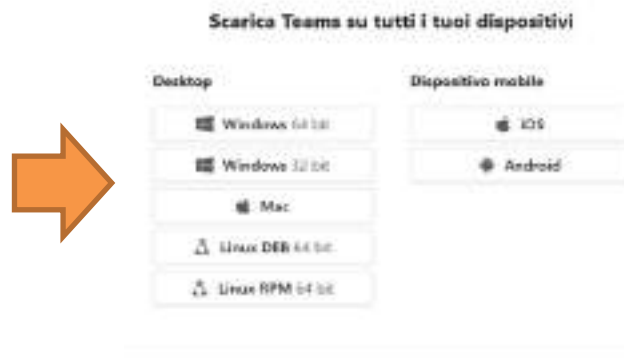 Scarica Teams su tutti i tuoi dispositivi
Desktop
Windows 64 bit
Windows 32 bit
Mac
Linux DEB 64 bit
Linux RPM 64 bit
Dispositivo mobile
iOS
Android